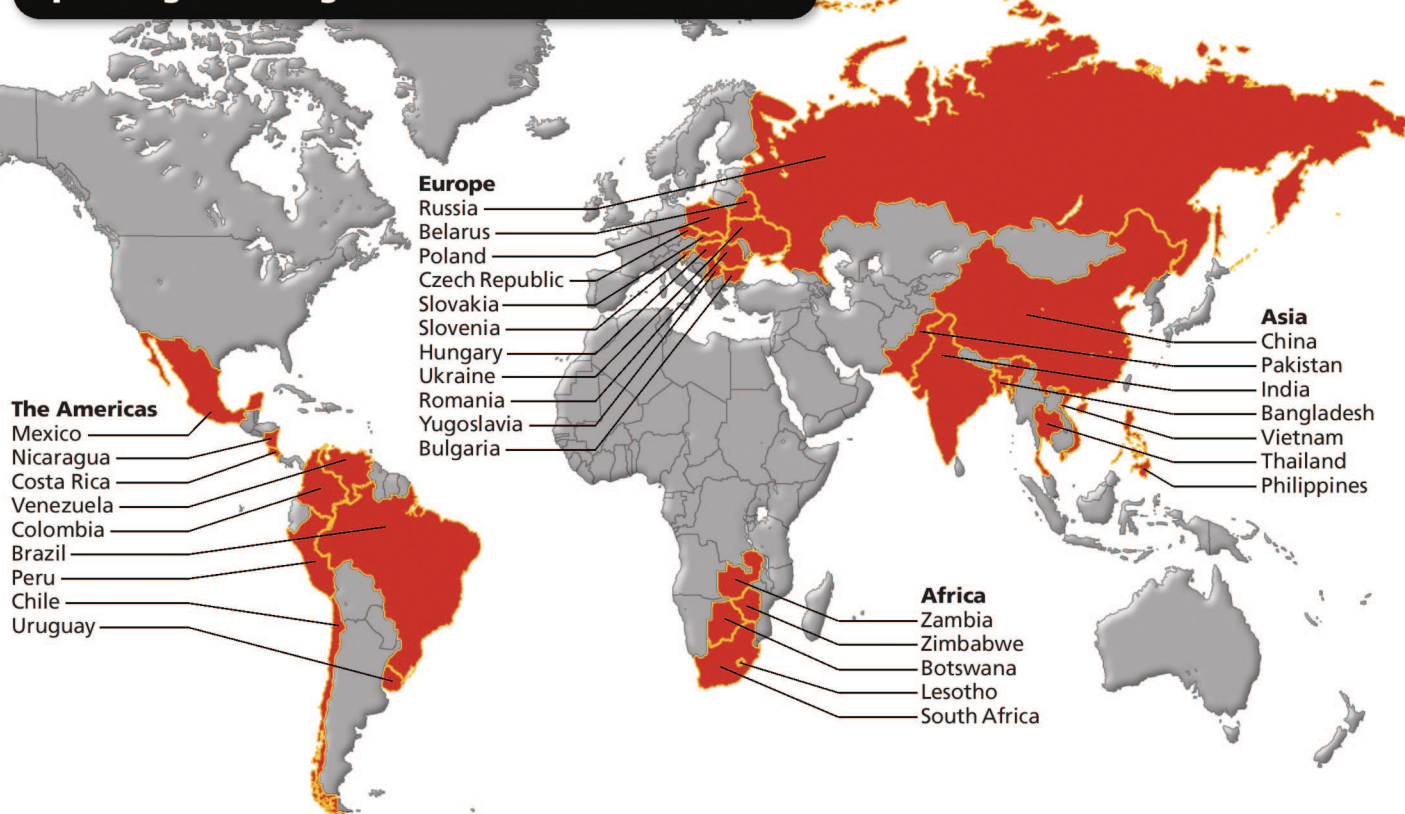 Europe
Russia
Belarus
Poland
Czech Republic
Slovakia
Slovenia
Hungary
Ukraine
Romania
Yugoslavia
Bulgaria
Asia
China
Pakistan
India
Bangladesh
Vietnam
Thailand
Philippines
The Americas
Mexico
Nicaragua
Costa Rica
Venezuela
Colombia
Brazil
Peru
Chile
Uruguay
Africa
Zambia
Zimbabwe
Botswana
Lesotho
South Africa